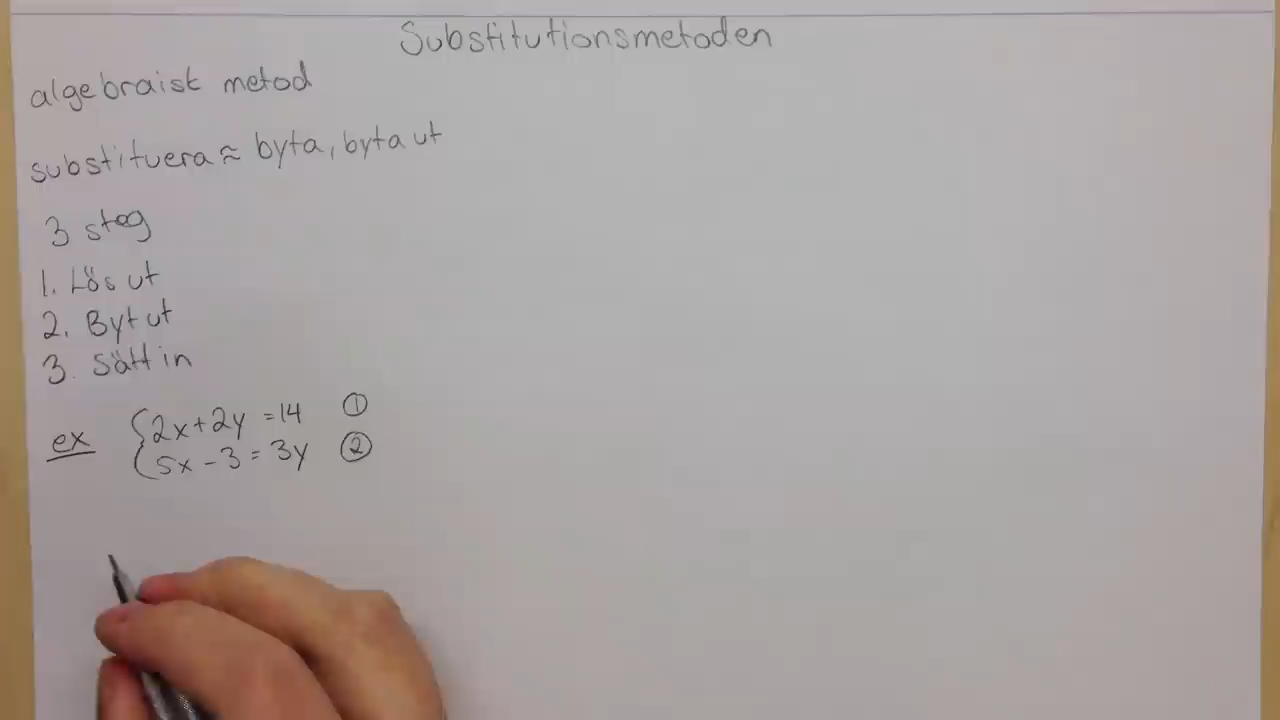 Substitutionsmetoden
algebraisk metod
substituera ≈ byta, byta ut
3 steg
1. Lös ut
2. Byt ut
3. Sätt in
ex {2x+2y = 14 ①
5x - 3 = 3y ②